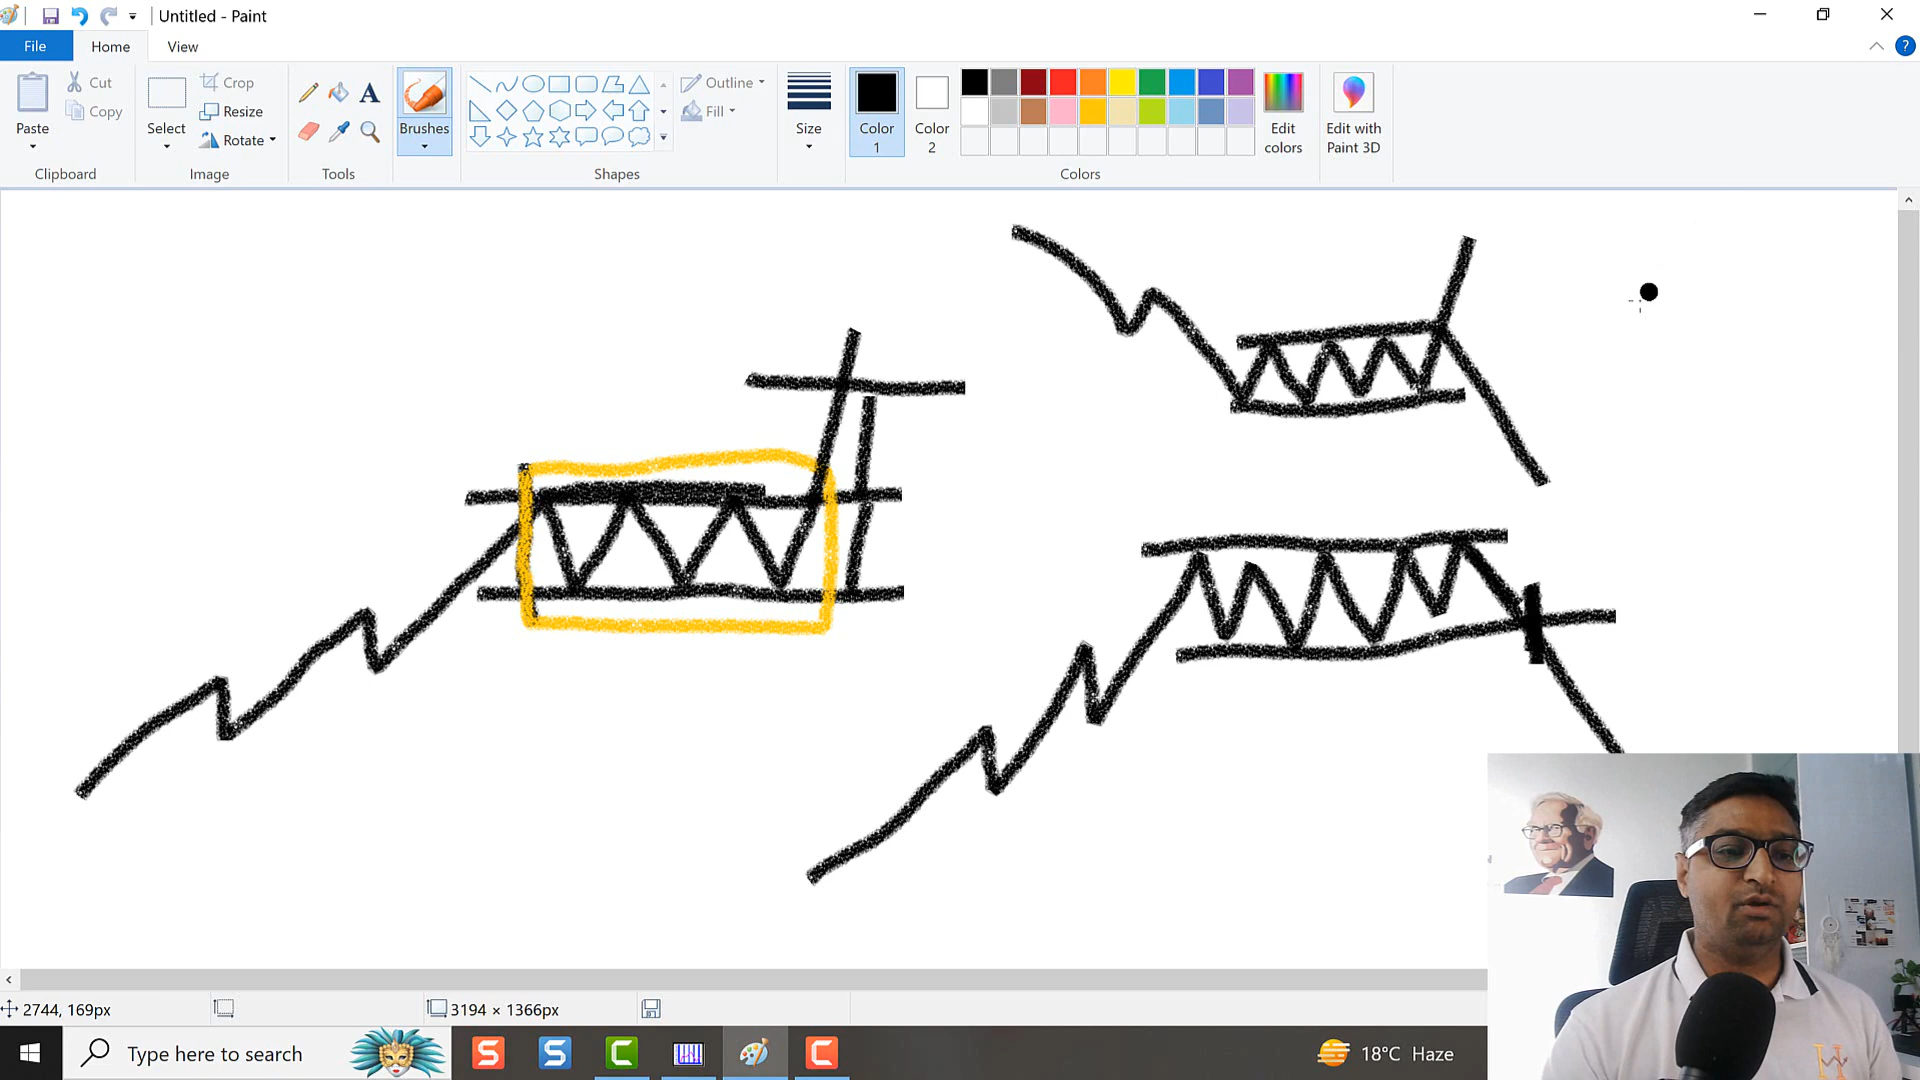 Untitled - Paint
File
Home
View
Paste
Cut
Copy
Clipboard
Select
Crop
Resize
Rotate
Image
A
Tools
Brushes
Outline
Fill
Shapes
Size
Color 1
Color 2
Edit colors
Colors
Edit with Paint 3D
?
2744, 169px
3194 × 1366px
Type here to search
S
S
C
C
18°C Haze